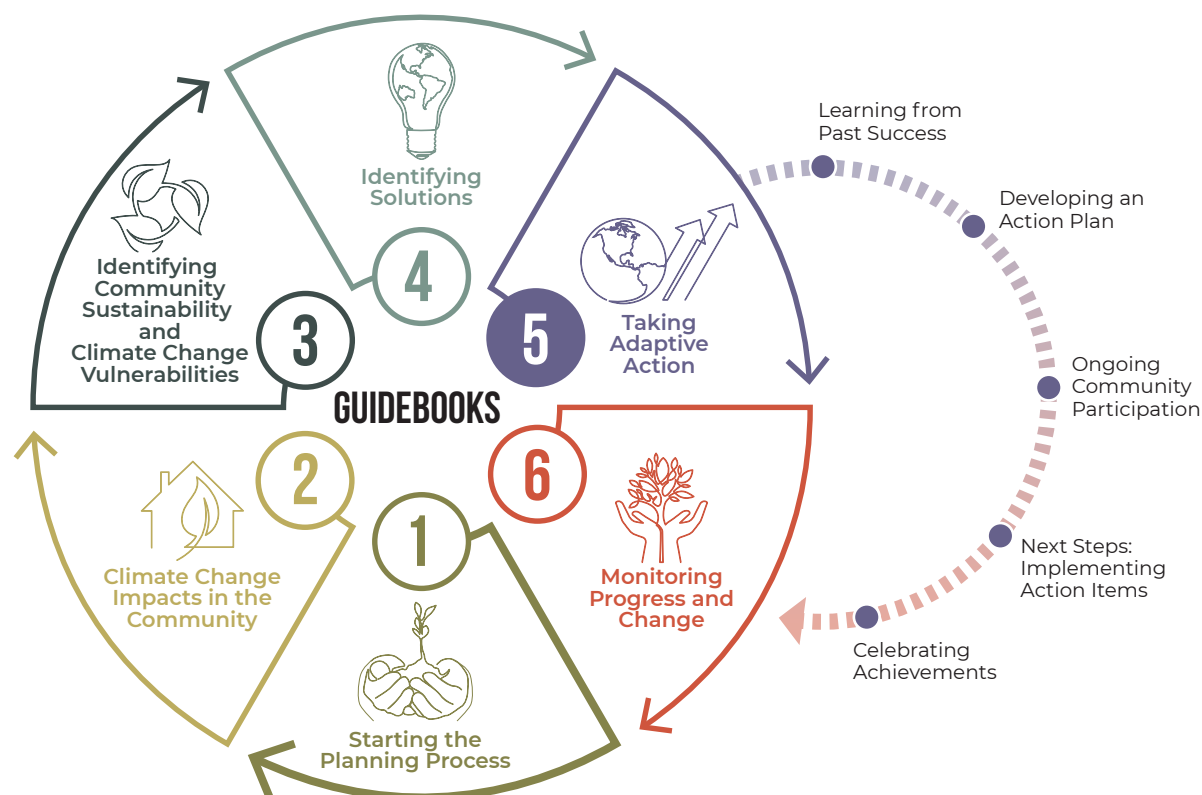 GUIDEBOOKS
1
Starting the
Planning Process
2
Climate Change
Impacts in the
Community
3
Identifying
Community
Sustainability
and
Climate Change
Vulnerabilities
4
Identifying
Solutions
5
Taking
Adaptive
Action
6
Monitoring
Progress and
Change
Learning from
Past Success
Developing an
Action Plan
Ongoing
Community
Participation
Next Steps:
Implementing
Action Items
Celebrating
Achievements